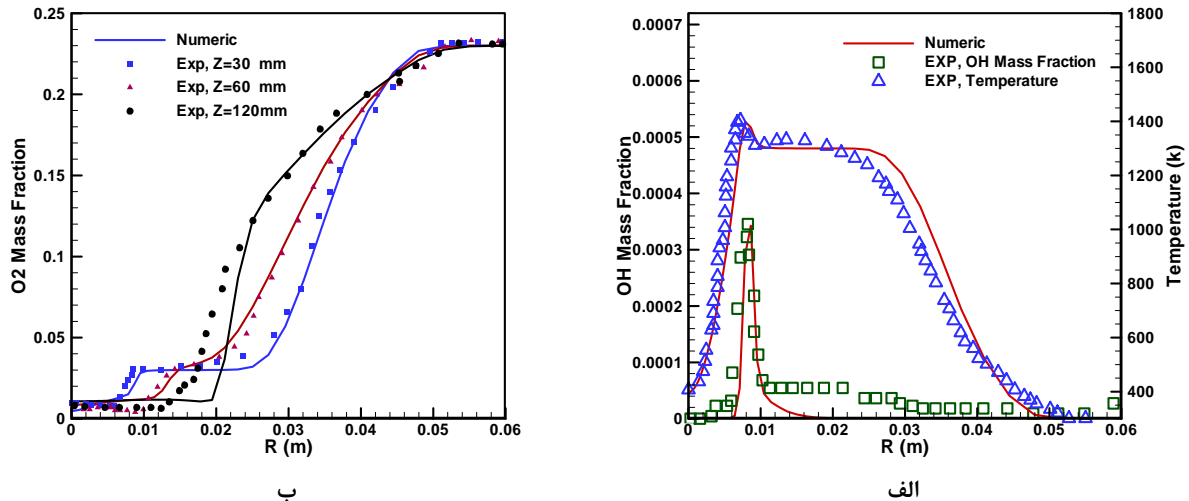 0.25
0.2
0.15
0.1
0.05
0
0 0.01 0.02 0.03 0.04 0.05 0.06
O2 Mass Fraction
R (m)
Numeric
Exp, Z=30 mm
Exp, Z=60 mm
Exp, Z=120mm
ب
0.0007
0.0006
0.0005
0.0004
0.0003
0.0002
0.0001
0
0 0.01 0.02 0.03 0.04 0.05 0.06
OH Mass Fraction
R (m)
Numeric
EXP, OH Mass Fraction
EXP, Temperature
1800
1600
1400
1200
1000
800
600
400
Temperature (k)
الف